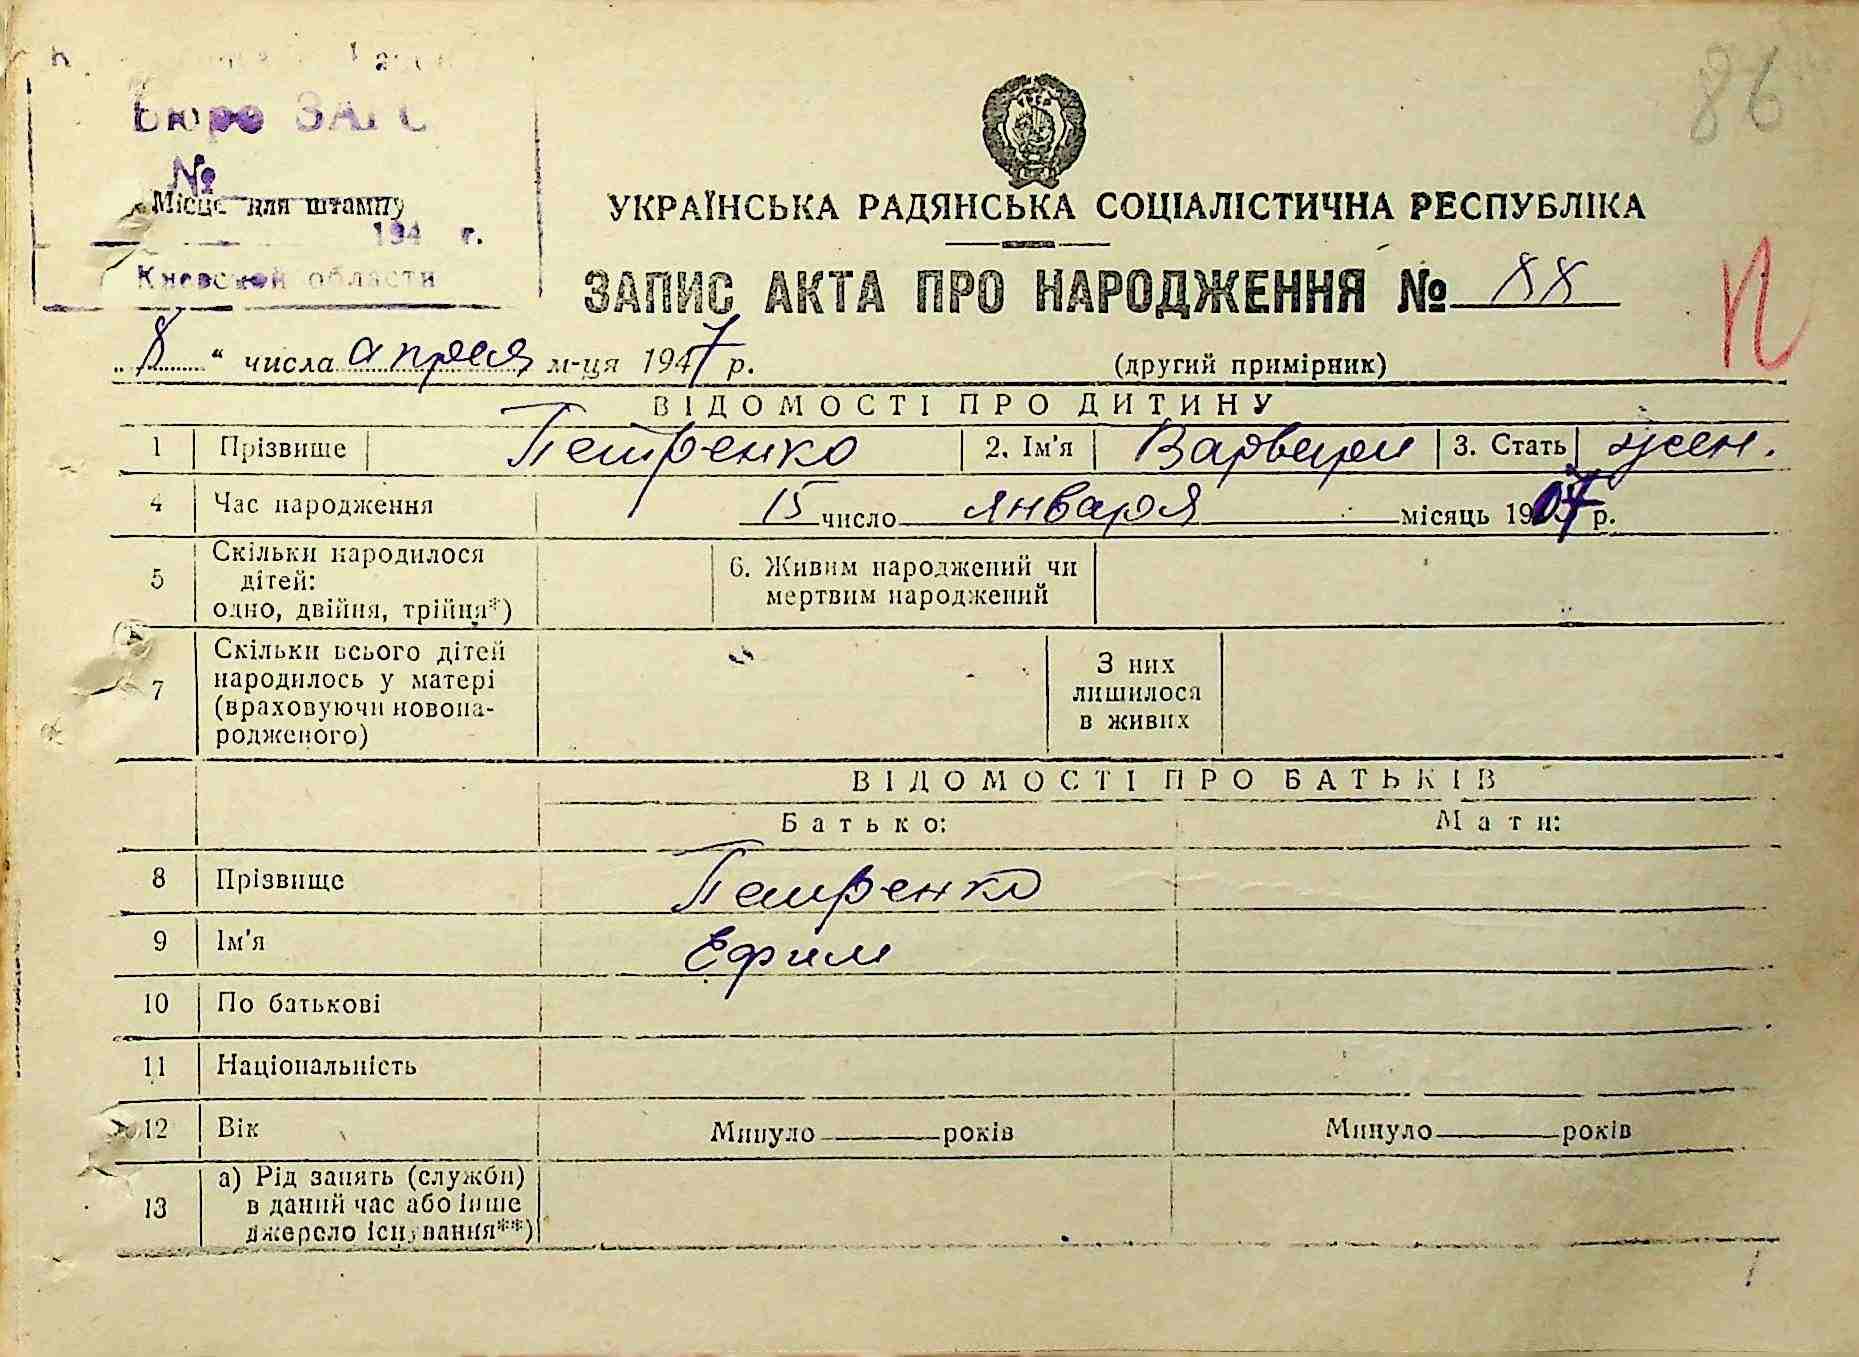 86
Бюро ЗАГС
№
Місце для штампу
194 г.
Киевской области
УКРАЇНСЬКА РАДЯНСЬКА СОЦІАЛІСТИЧНА РЕСПУБЛІКА
ЗАПИС АКТА ПРО НАРОДЖЕННЯ № 88
П
„8“ числа апреля м-ця 1947 р. (другий примірник)
ВІДОМОСТІ ПРО ДИТИНУ
1 Прізвище Петренко 2. Ім'я Варвара 3. Стать жен.
4 Час народження 15 число января місяць 1907 р.
5 Скільки народилося дітей: одно, двійня, трійня*) 6. Живим народжений чи мертвим народжений
7 Скільки всього дітей народилось у матері (враховуючи новонародженого) З них лишилося в живих
ВІДОМОСТІ ПРО БАТЬКІВ
Батько: Мати:
8 Прізвище Петренко
9 Ім'я Ефим
10 По батькові
11 Національність
12 Вік Минуло років Минуло років
13 а) Рід занять (служби) в даний час або інше джерело існування**)